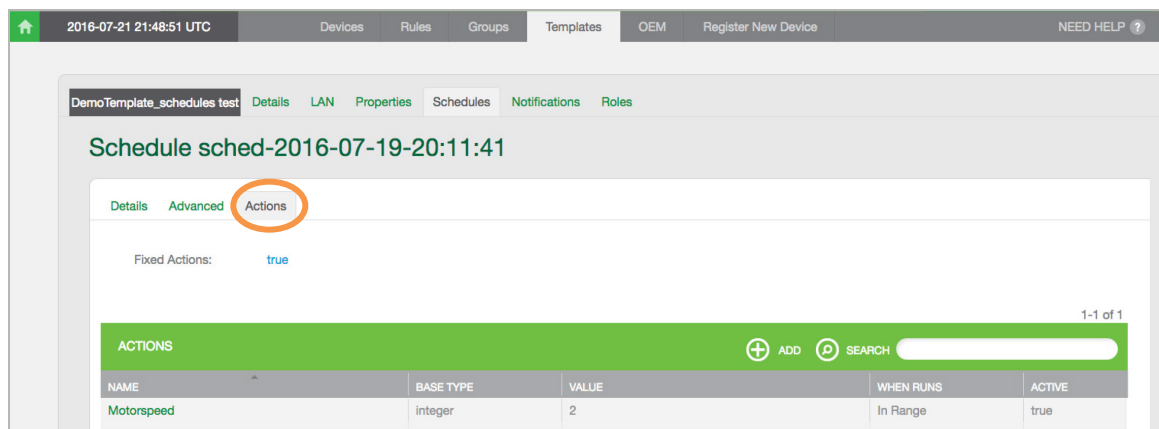 2016-07-21 21:48:51 UTC Devices Rules Groups Templates OEM Register New Device NEED HELP ?
DemoTemplate_schedules test Details LAN Properties Schedules Notifications Roles
Schedule sched-2016-07-19-20:11:41
Details Advanced Actions
Fixed Actions: true
1-1 of 1
ACTIONS ADD SEARCH
NAME BASE TYPE VALUE WHEN RUNS ACTIVE
Motorspeed integer 2 In Range true